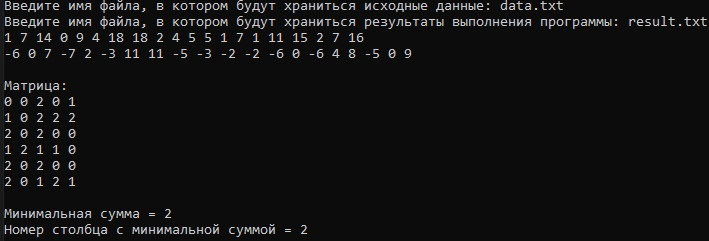 Введите имя файла, в котором будут храниться исходные данные: data.txt
Введите имя файла, в котором будут храниться результаты выполнения программы: result.txt
1 7 14 0 9 4 18 18 2 4 5 5 1 7 1 11 15 2 7 16
-6 0 7 -7 2 -3 11 11 -5 -3 -2 -2 -6 0 -6 4 8 -5 0 9
Матрица:
0 0 2 0 1
1 0 2 2 2
2 0 2 0 0
1 2 1 1 0
2 0 2 0 0
2 0 1 2 1
Минимальная сумма = 2
Номер столбца с минимальной суммой = 2